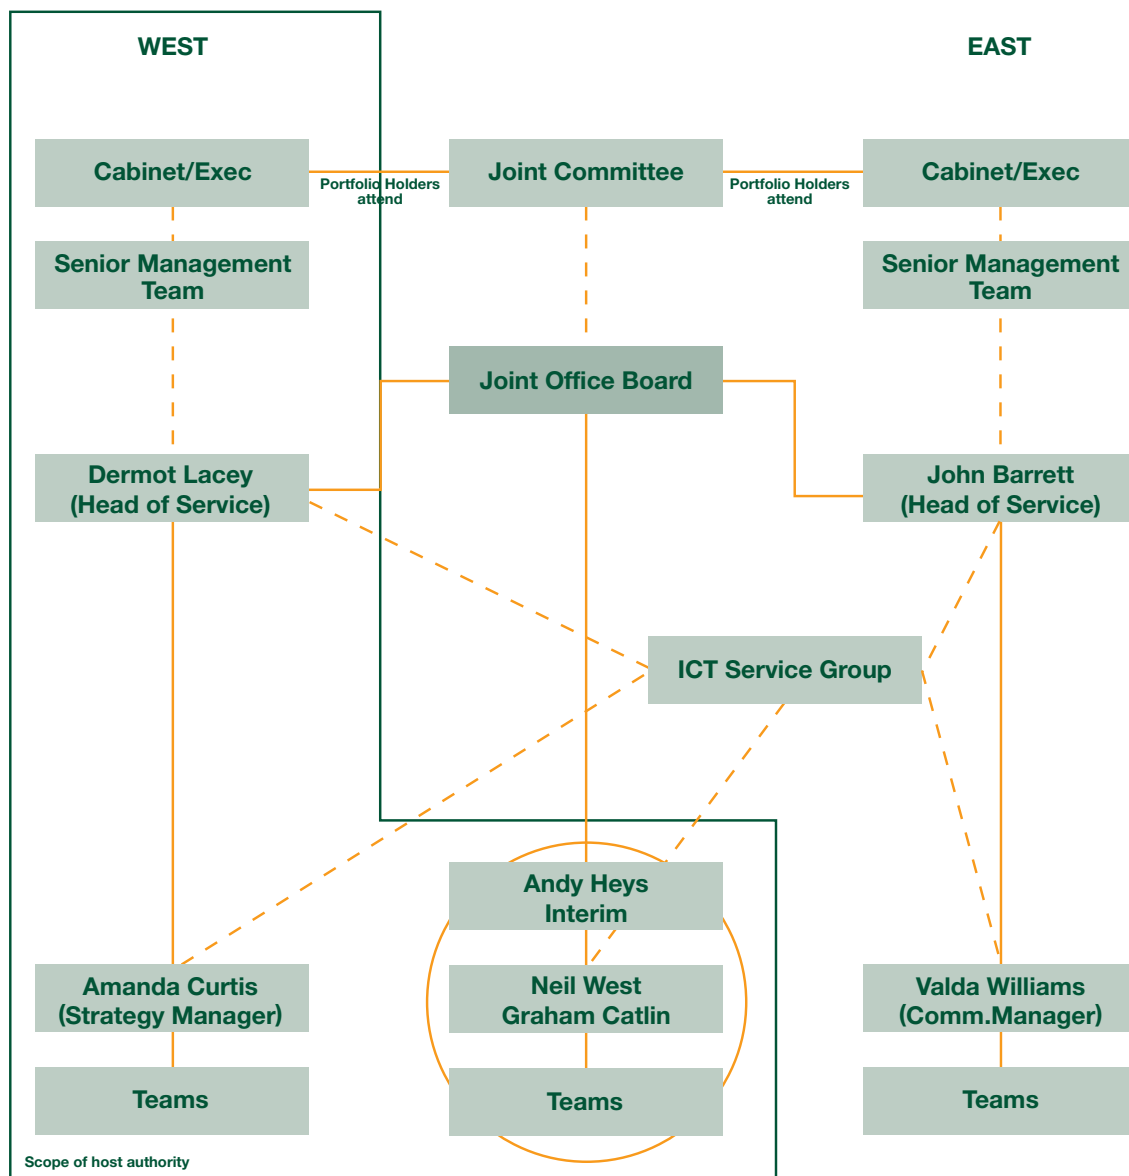 WEST
EAST
Cabinet/Exec
Portfolio Holders
attend
Joint Committee
Portfolio Holders
attend
Cabinet/Exec
Senior Management
Team
Senior Management
Team
Joint Office Board
Dermot Lacey
(Head of Service)
John Barrett
(Head of Service)
ICT Service Group
Andy Heys
Interim
Amanda Curtis
(Strategy Manager)
Neil West
Graham Catlin
Valda Williams
(Comm.Manager)
Teams
Teams
Teams
Scope of host authority